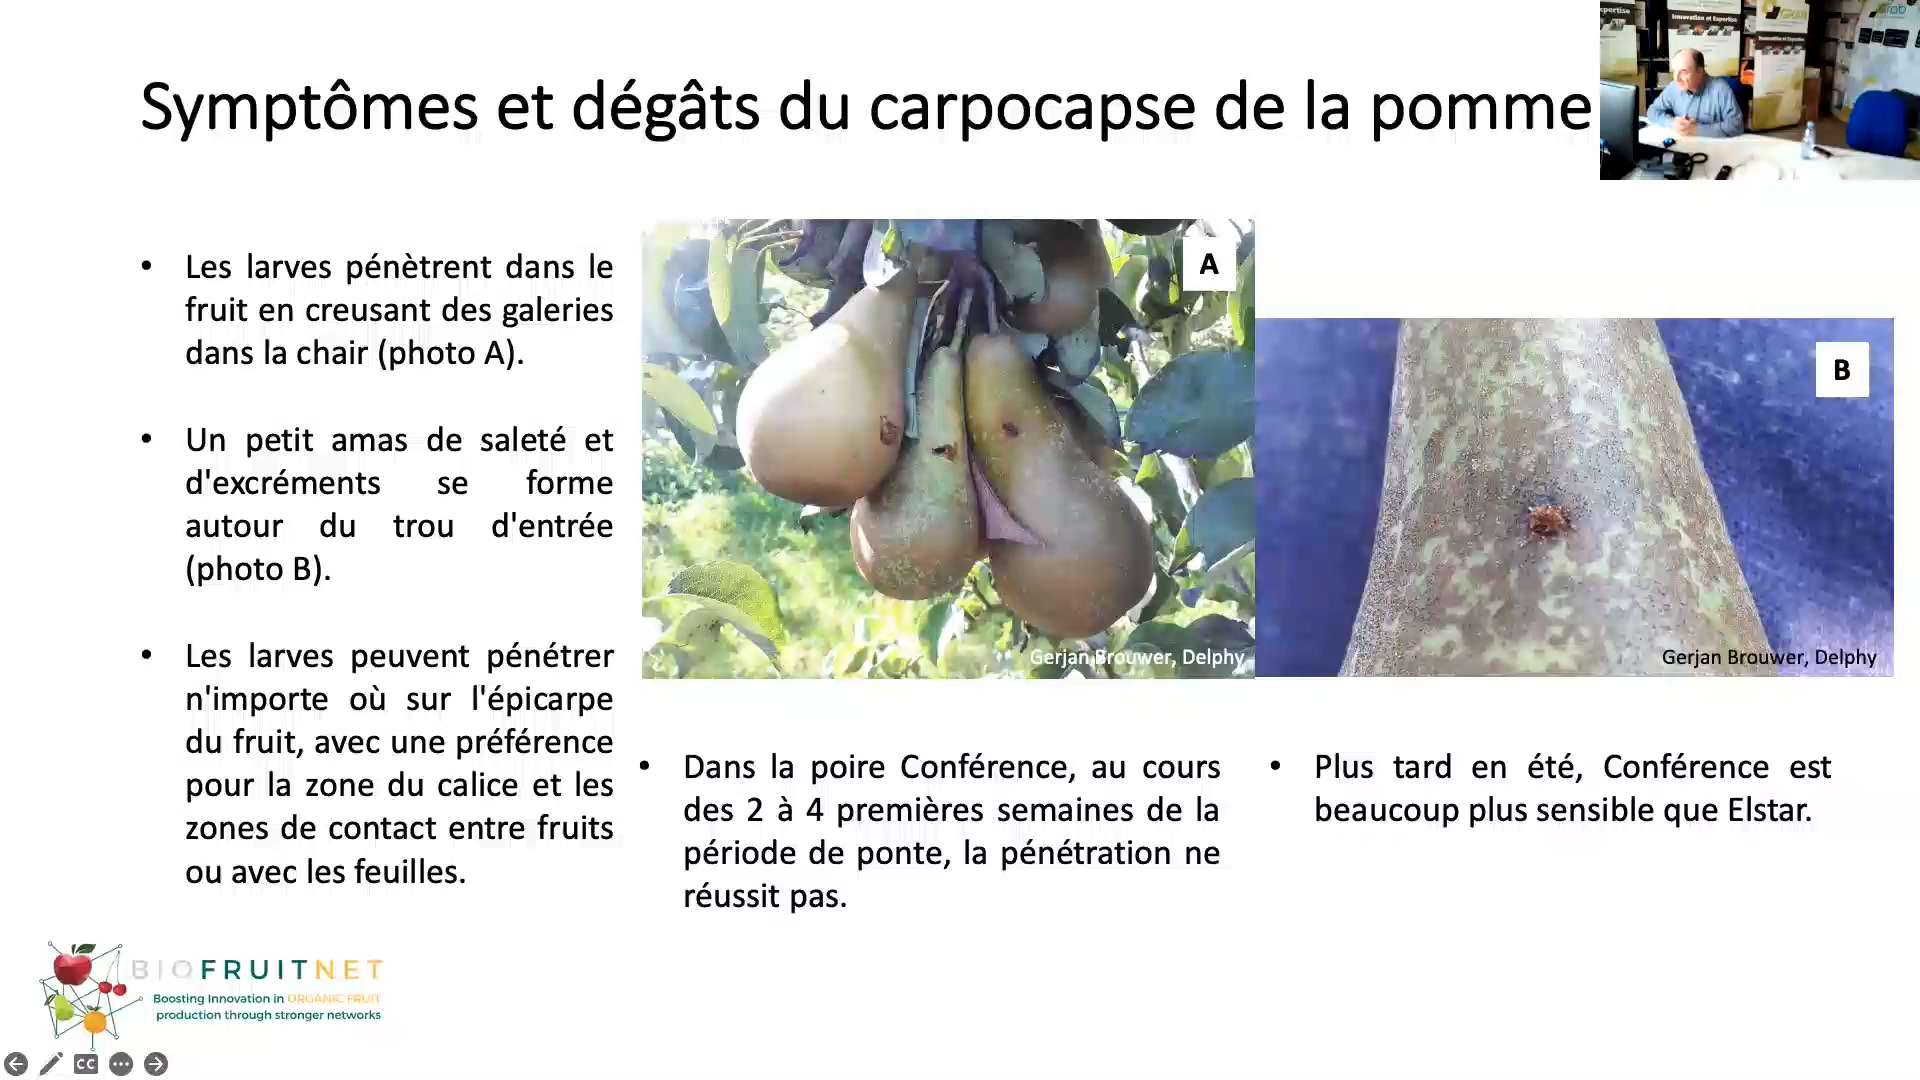 Symptômes et dégâts du carpocapse de la pomme
• Les larves pénètrent dans le
fruit en creusant des galeries
dans la chair (photo A).
• Un petit amas de saleté et
d'excréments se forme
autour du trou d'entrée
(photo B).
• Les larves peuvent pénétrer
n'importe où sur l'épicarpe
du fruit, avec une préférence
pour la zone du calice et les
zones de contact entre fruits
ou avec les feuilles.
A
Gerjan Brouwer, Delphy
B
Gerjan Brouwer, Delphy
• Dans la poire Conférence, au cours
des 2 à 4 premières semaines de la
période de ponte, la pénétration ne
réussit pas.
• Plus tard en été, Conférence est
beaucoup plus sensible que Elstar.
BIOFRUITNET
Boosting Innovation in ORGANIC FRUIT
production through stronger networks
CC
Innovation et Expertise